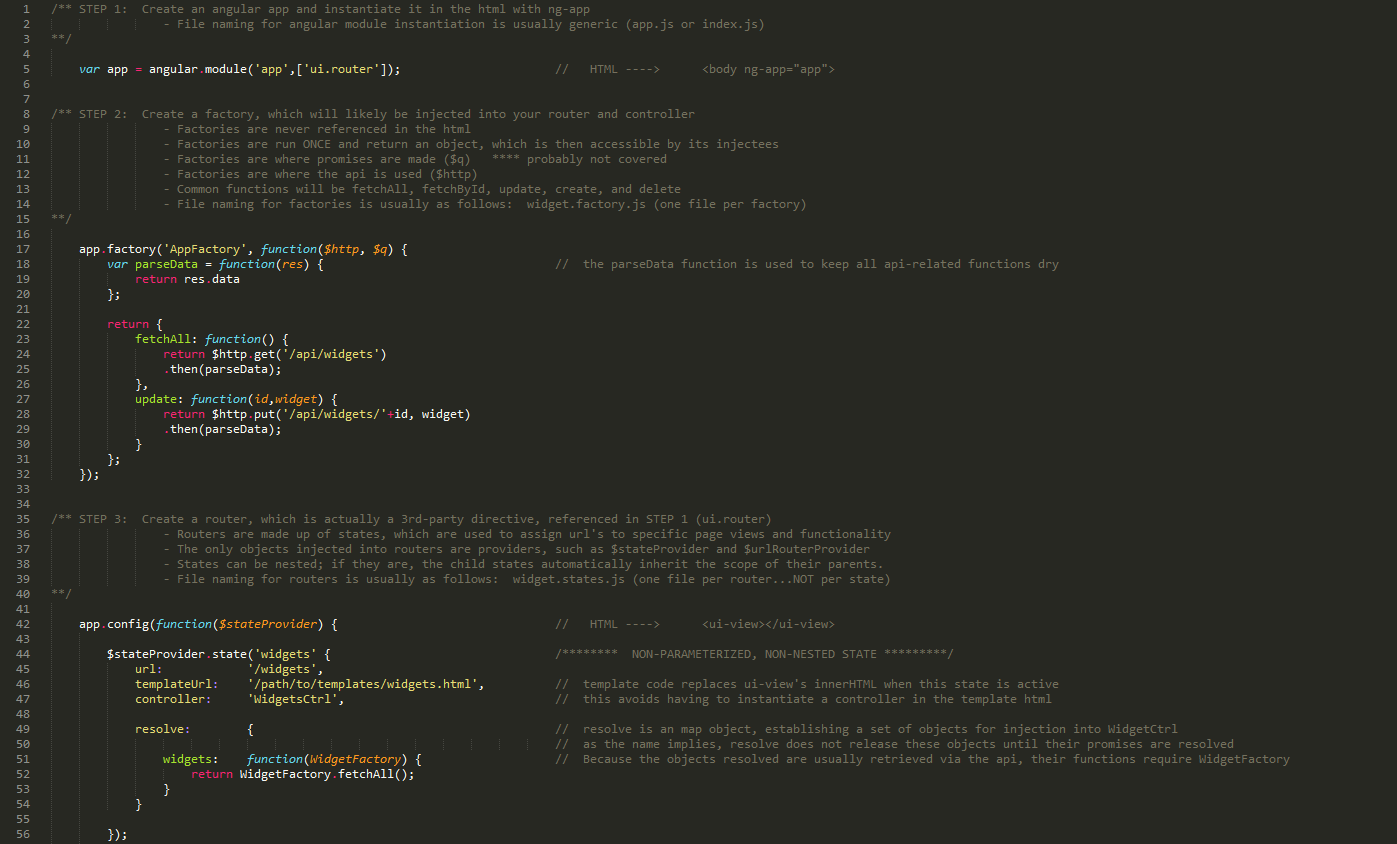 1 /** STEP 1:  Create an angular app and instantiate it in the html with ng-app
2                 - File naming for angular module instantiation is usually generic (app.js or index.js)
3 **/
4
5     var app = angular.module('app',['ui.router']);                      //   HTML ---->      <body ng-app="app">
6
7
8 /** STEP 2:  Create a factory, which will likely be injected into your router and controller
9                 - Factories are never referenced in the html
10                 - Factories are run ONCE and return an object, which is then accessible by its injectees
11                 - Factories are where promises are made ($q)   **** probably not covered
12                 - Factories are where the api is used ($http)
13                 - Common functions will be fetchAll, fetchById, update, create, and delete
14                 - File naming for factories is usually as follows:  widget.factory.js (one file per factory)
15 **/
16
17     app.factory('AppFactory', function($http, $q) {
18         var parseData = function(res) {                                 //  the parseData function is used to keep all api-related functions dry
19             return res.data
20         };
21
22         return {
23             fetchAll: function() {
24                 return $http.get('/api/widgets')
25                 .then(parseData);
26             },
27             update: function(id,widget) {
28                 return $http.put('/api/widgets/'+id, widget)
29                 .then(parseData);
30             }
31         };
32     });
33
34
35 /** STEP 3:  Create a router, which is actually a 3rd-party directive, referenced in STEP 1 (ui.router)
36                 - Routers are made up of states, which are used to assign url's to specific page views and functionality
37                 - The only objects injected into routers are providers, such as $stateProvider and $urlRouterProvider
38                 - States can be nested; if they are, the child states automatically inherit the scope of their parents.
39                 - File naming for routers is usually as follows:  widget.states.js (one file per router...NOT per state)
40 **/
41
42     app.config(function($stateProvider) {                               //   HTML ---->      <ui-view></ui-view>
43
44         $stateProvider.state('widgets' {                                /********  NON-PARAMETERIZED, NON-NESTED STATE *********/
45             url:            '/widgets',
46             templateUrl:    '/path/to/templates/widgets.html',          //  template code replaces ui-view's innerHTML when this state is active
47             controller:     'WidgetsCtrl',                              //  this avoids having to instantiate a controller in the template html
48
49             resolve:        {                                           //  resolve is an map object, establishing a set of objects for injection into WidgetCtrl
50                                                                         //  as the name implies, resolve does not release these objects until their promises are resolved
51                 widgets:    function(WidgetFactory) {                   //  Because the objects resolved are usually retrieved via the api, their functions require WidgetFactory
52                     return WidgetFactory.fetchAll();
53                 }
54             }
55
56         });